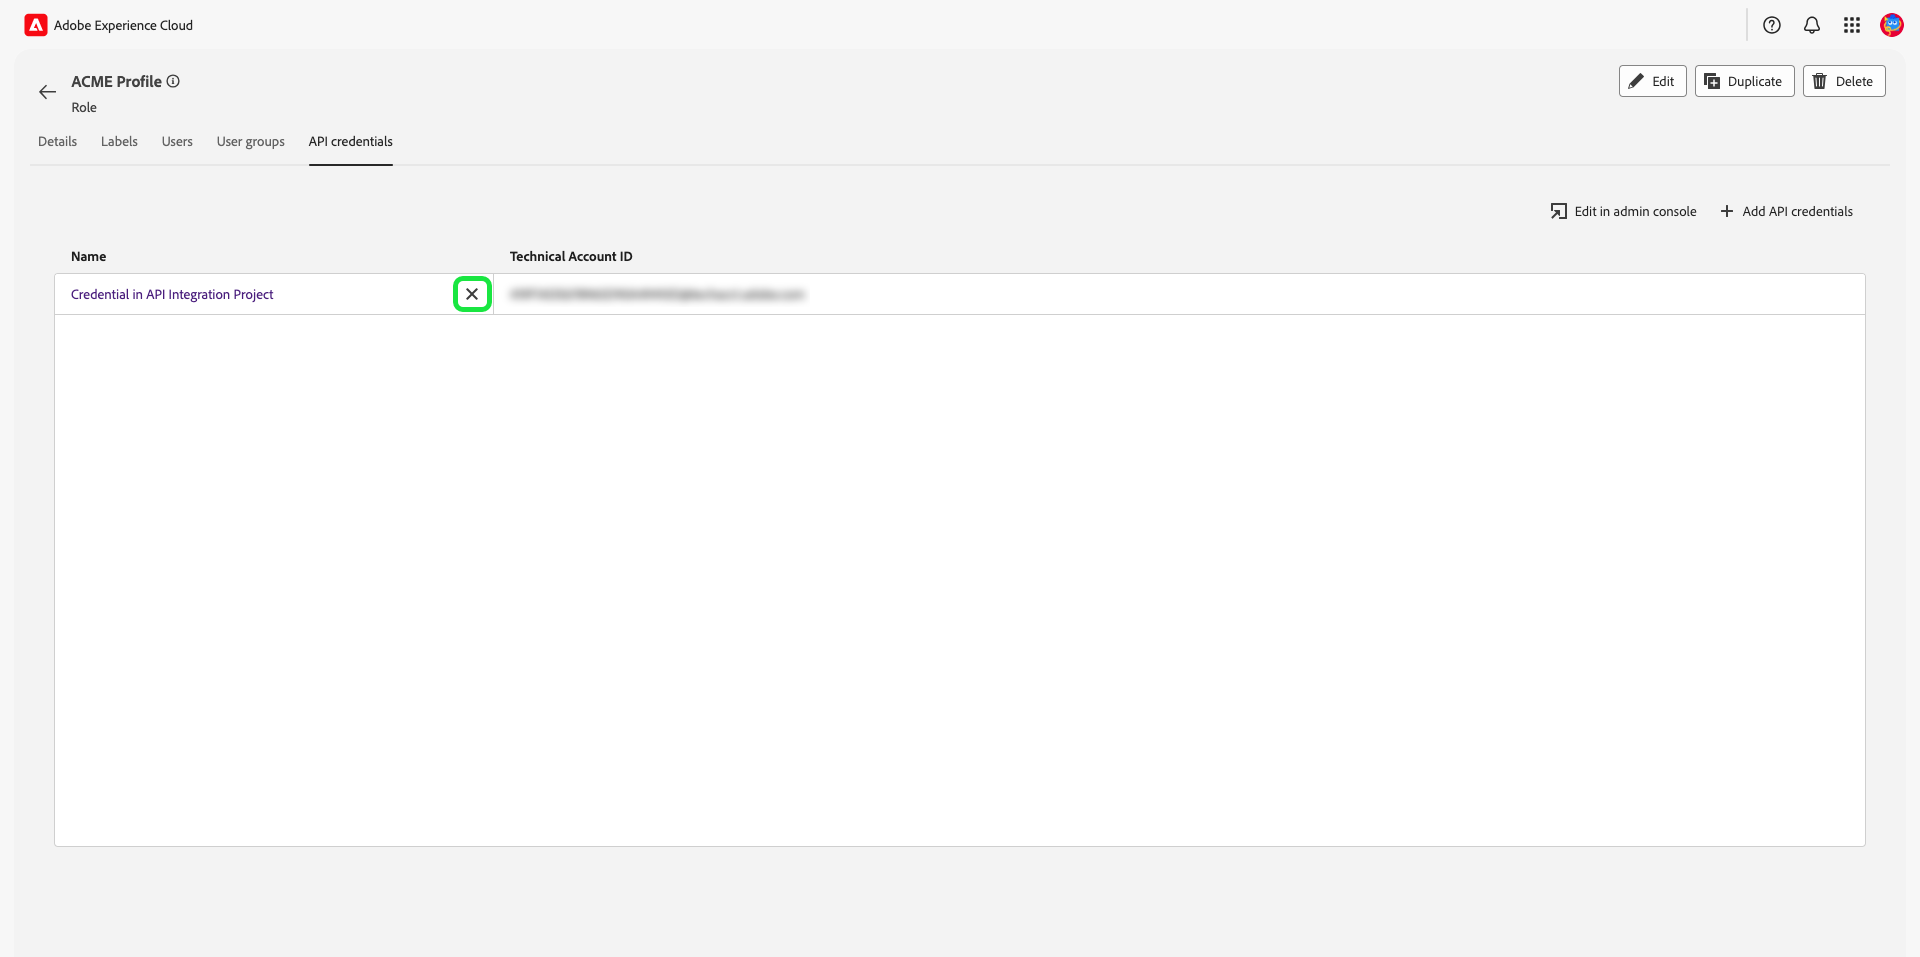 Adobe Experience Cloud
ACME Profile
Role
Edit
Duplicate
Delete
Details
Labels
Users
User groups
API credentials
Edit in admin console
Add API credentials
Name
Technical Account ID
Credential in API Integration Project